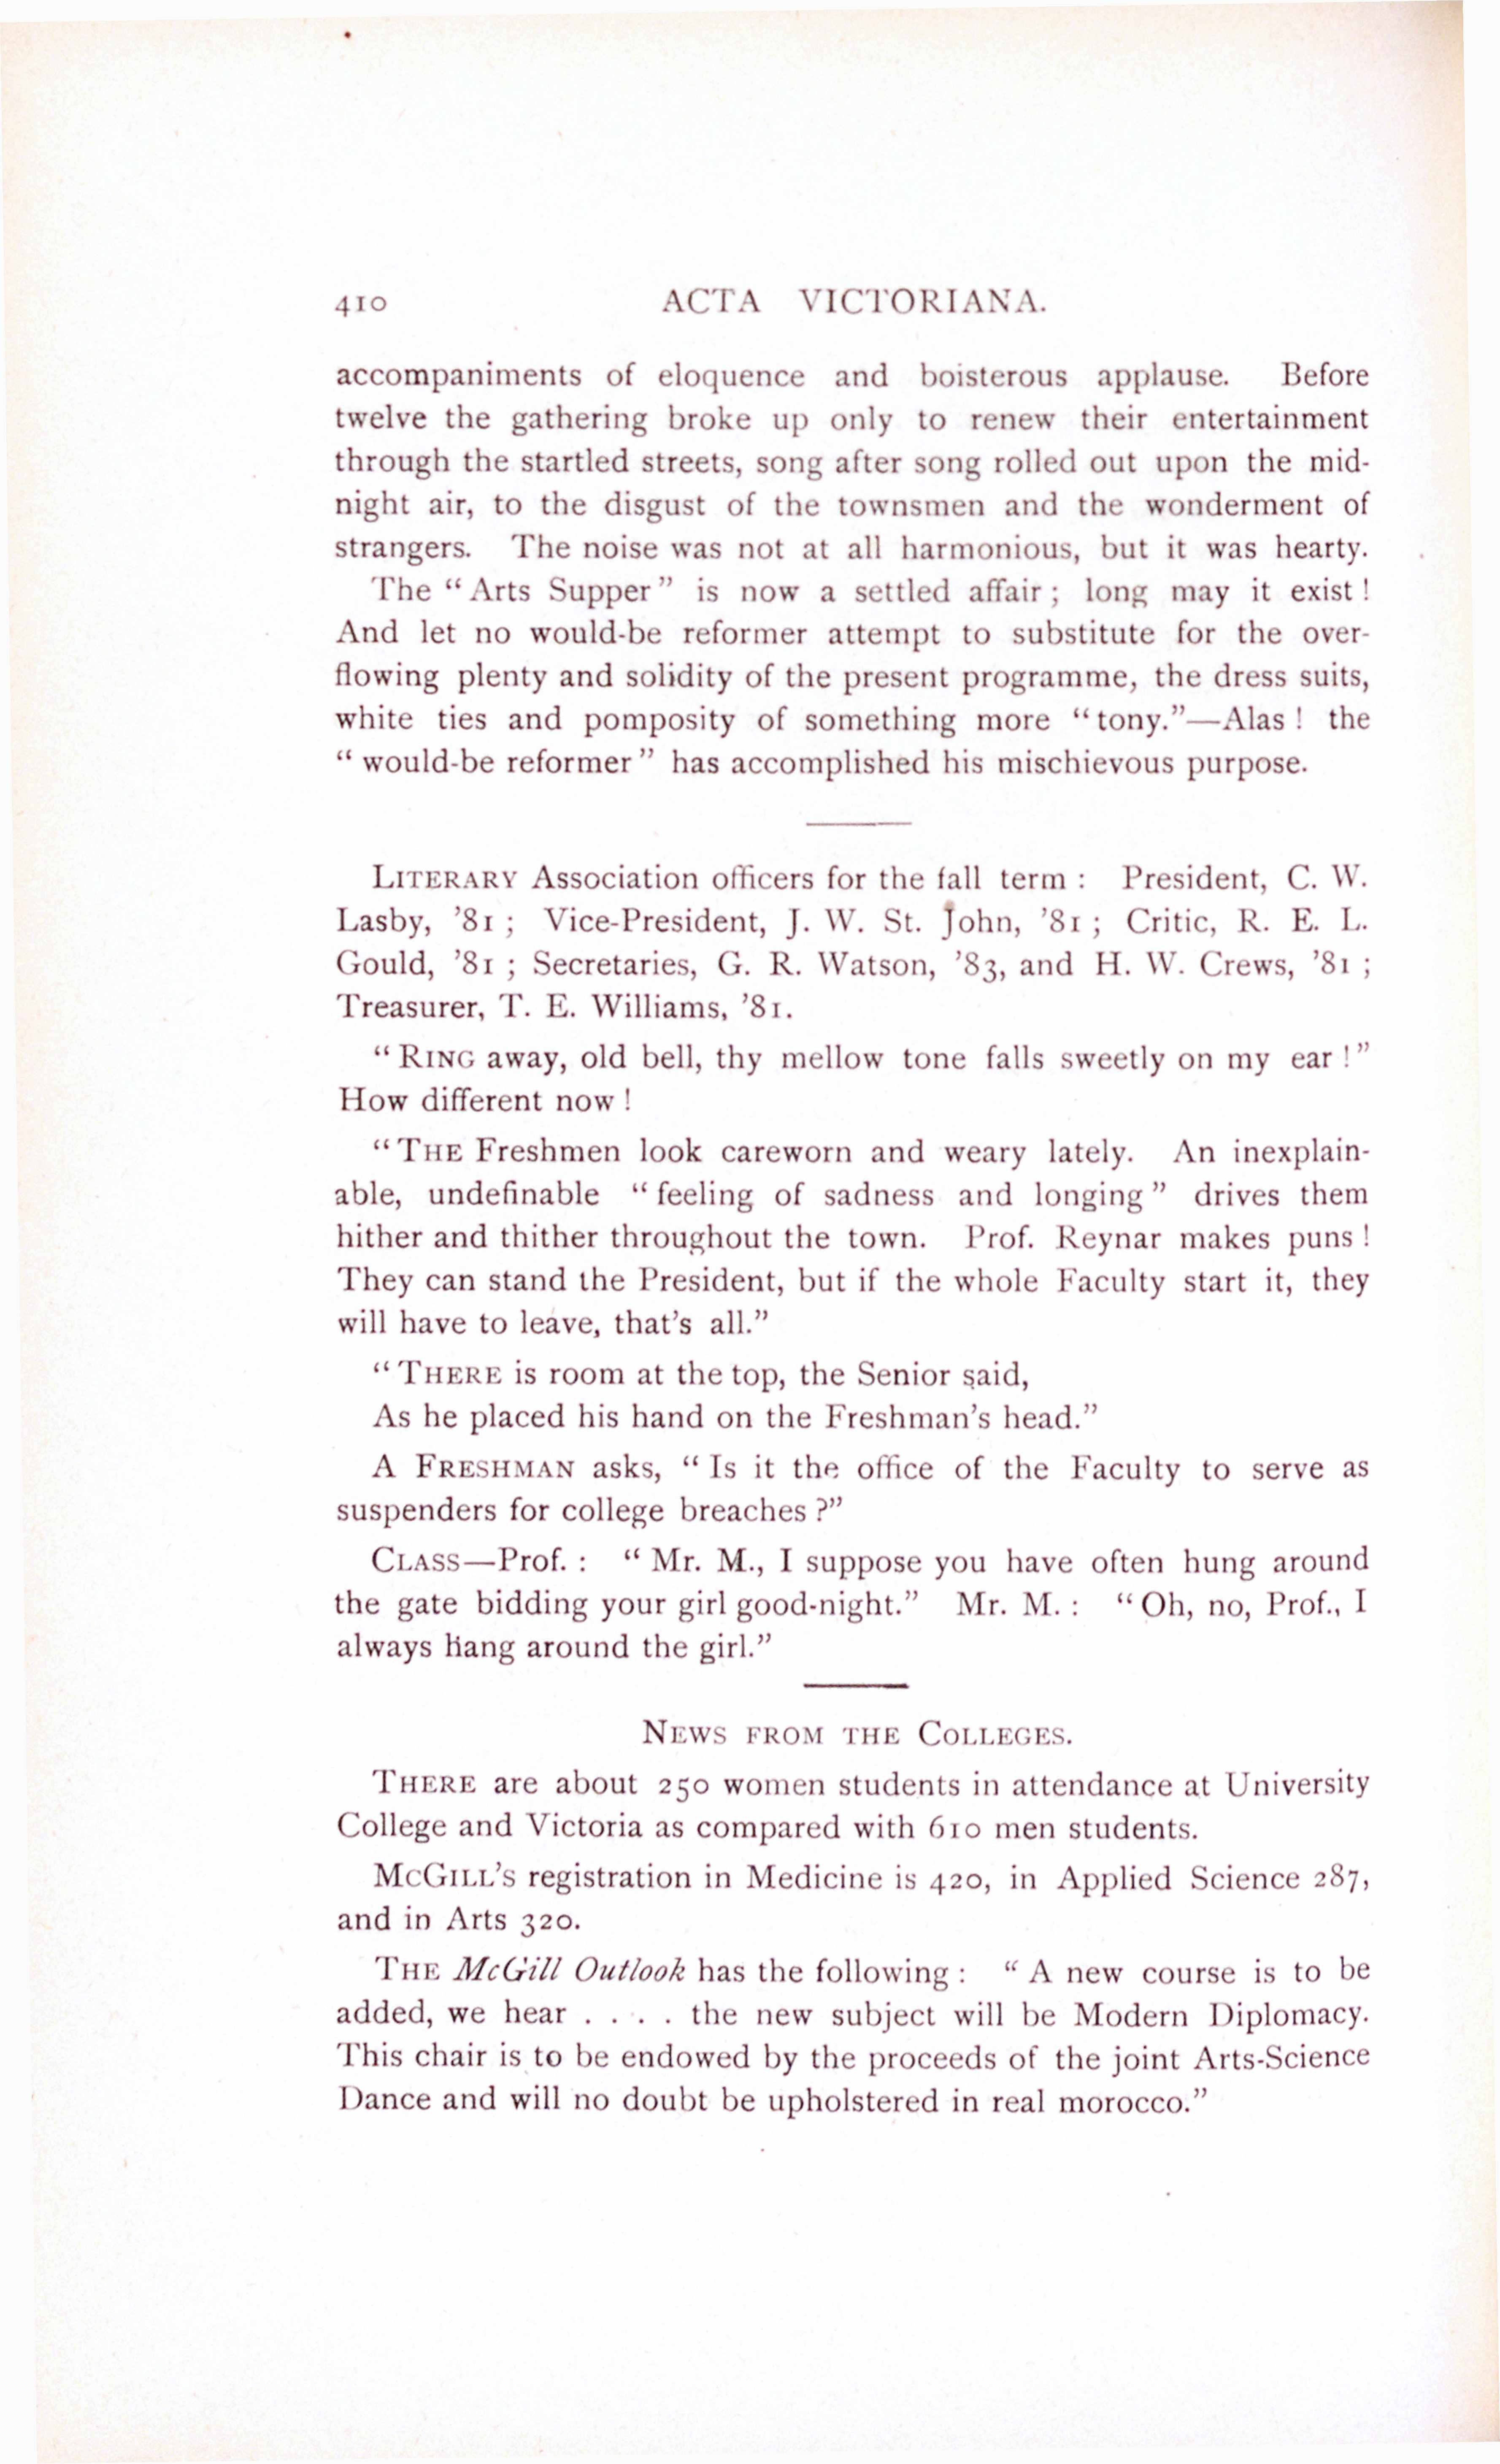 410 ACTA VICTORIANA.
accompaniments of eloquence and boisterous applause. Before
twelve the gathering broke up only to renew their entertainment
through the startled streets, song after song rolled out upon the mid-
night air, to the disgust of the townsmen and the wonderment of
strangers. The noise was not at all harmonious, but it was hearty.
The "Arts Supper" is now a settled affair; long may it exist!
And let no would-be reformer attempt to substitute for the over-
flowing plenty and solidity of the present programme, the dress suits,
white ties and pomposity of something more "tony."—Alas! the
"would-be reformer" has accomplished his mischievous purpose.
LITERARY Association officers for the fall term: President, C. W.
Lasby, '81; Vice-President, J. W. St. John, '81; Critic, R. E. L.
Gould, '81; Secretaries, G. R. Watson, '83, and H. W. Crews, '81;
Treasurer, T. E. Williams, '81.
"RING away, old bell, thy mellow tone falls sweetly on my ear!"
How different now!
"THE Freshmen look careworn and weary lately. An inexplain-
able, undefinable "feeling of sadness and longing" drives them
hither and thither throughout the town. Prof. Reynar makes puns!
They can stand the President, but if the whole Faculty start it, they
will have to leave, that's all."
"THERE is room at the top, the Senior said,
As he placed his hand on the Freshman's head."
A FRESHMAN asks, "Is it the office of the Faculty to serve as
suspenders for college breaches?"
CLASS—Prof.: "Mr. M., I suppose you have often hung around
the gate bidding your girl good-night." Mr. M.: "Oh, no, Prof., I
always hang around the girl."
NEWS FROM THE COLLEGES.
THERE are about 250 women students in attendance at University
College and Victoria as compared with 610 men students.
MCGILL'S registration in Medicine is 420, in Applied Science 287,
and in Arts 320.
THE McGill Outlook has the following: "A new course is to be
added, we hear . . . . the new subject will be Modern Diplomacy.
This chair is to be endowed by the proceeds of the joint Arts-Science
Dance and will no doubt be upholstered in real morocco."